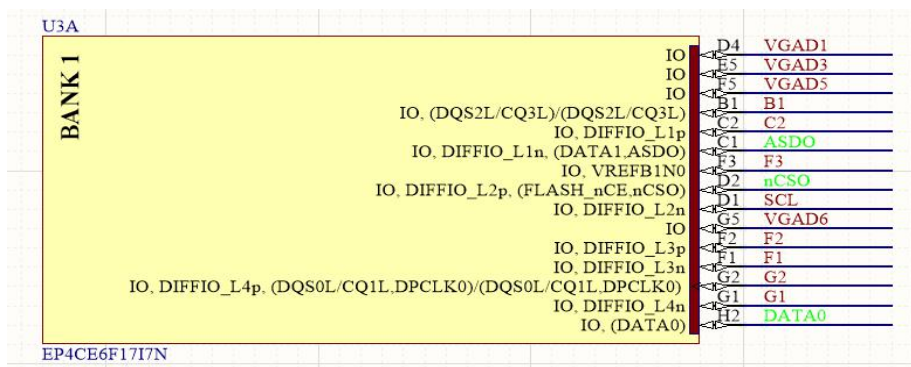 U3A
BANK 1
IO D4 VGAD1
IO E5 VGAD3
IO F5 VGAD5
IO, (DQS2L/CQ3L)/(DQS2L/CQ3L) B1 B1
IO, DIFFIO_L1p C2 C2
IO, DIFFIO_L1n, (DATA1,ASDO) C1 ASDO
IO, VREFB1N0 F3 F3
IO, DIFFIO_L2p, (FLASH_nCE,nCSO) D2 nCSO
IO, DIFFIO_L2n D1 SCL
IO G5 VGAD6
IO, DIFFIO_L3p F2 F2
IO, DIFFIO_L3n F1 F1
IO, DIFFIO_L4p, (DQS0L/CQ1L,DPCLK0)/(DQS0L/CQ1L,DPCLK0) G2 G2
IO, DIFFIO_L4n G1 G1
IO, (DATA0) H2 DATA0
EP4CE6F17I7N